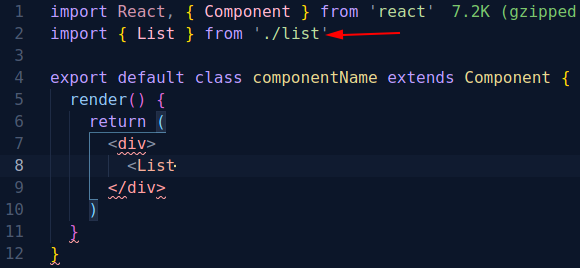 1 import React, { Component } from 'react' 7.2K (gzipped
2 import { List } from './list'
3
4 export default class componentName extends Component {
5 render() {
6 return (
7 <div>
8 <List
9 </div>
10 )
11 }
12 }